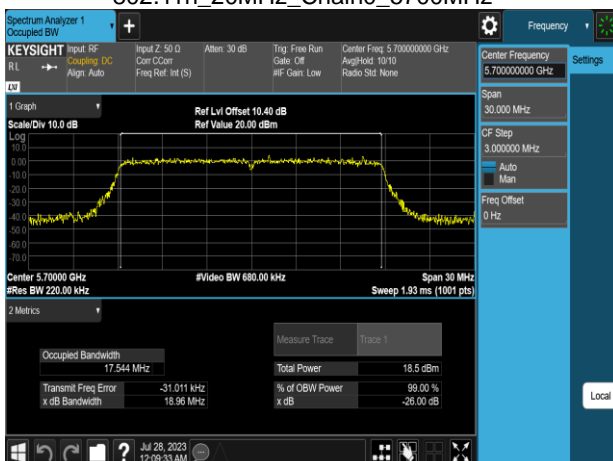 802.11n_20MHz_Chain0_5700MHz
Spectrum Analyzer 1
Occupied BW
Frequency
KEYSIGHT
Input: RF
Coupling: DC
Align: Auto
Input Z: 50 Ω
Corr CCorr
Freq Ref: Int (S)
Atten: 30 dB
Trig: Free Run
Gate: Off
#IF Gain: Low
Center Freq: 5.700000000 GHz
Avg|Hold: 10/10
Radio Std: None
RL
LXI
Center Frequency
5.700000000 GHz
Settings
Span
30.000 MHz
CF Step
3.000000 MHz
Auto
Man
Freq Offset
0 Hz
1 Graph
Scale/Div 10.0 dB
Ref Lvl Offset 10.40 dB
Ref Value 20.00 dBm
Log
10.0
0.00
-10.0
-20.0
-30.0
-40.0
-50.0
-60.0
-70.0
Center 5.70000 GHz
#Video BW 680.00 kHz
Span 30 MHz
#Res BW 220.00 kHz
Sweep 1.93 ms (1001 pts)
2 Metrics
Measure Trace
Trace 1
Occupied Bandwidth
17.544 MHz
Total Power
18.5 dBm
Transmit Freq Error
-31.011 kHz
% of OBW Power
99.00 %
x dB Bandwidth
18.96 MHz
x dB
-26.00 dB
Local
Jul 28, 2023
12:09:33 AM